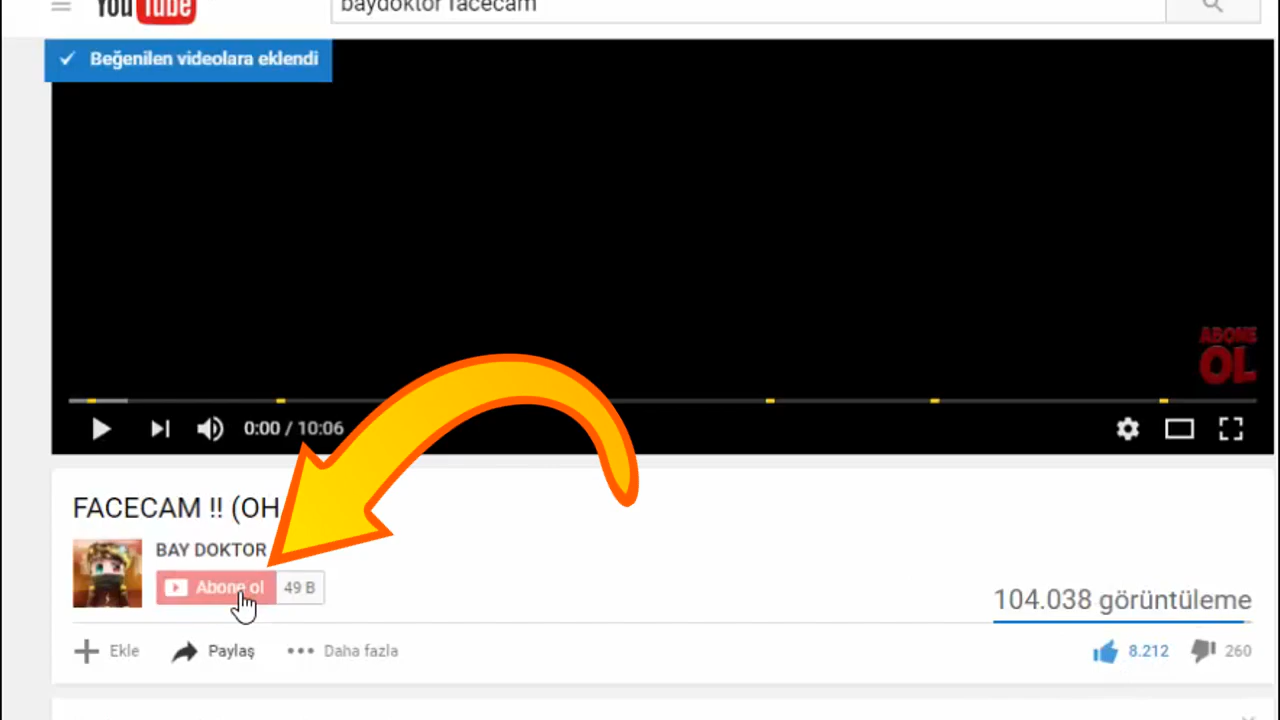 YouTube
baydoktor facecam
Beğenilen videolara eklendi
ABONE
OL
0:00 / 10:06
FACECAM !! (OH
BAY DOKTOR
Abone ol 49 B
104.038 görüntüleme
Ekle Paylaş Daha fazla 8.212 260